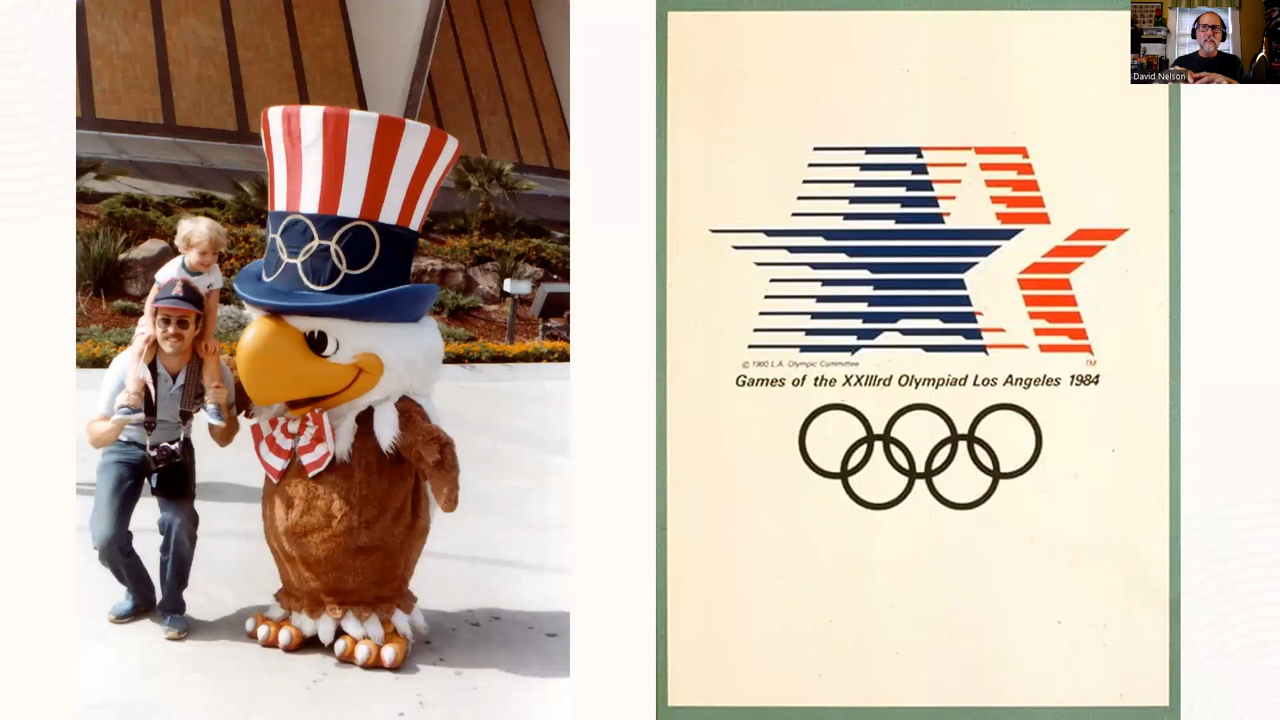 David Nelson
© 1980 L.A. Olympic Committee
TM
Games of the XXIIIrd Olympiad Los Angeles 1984